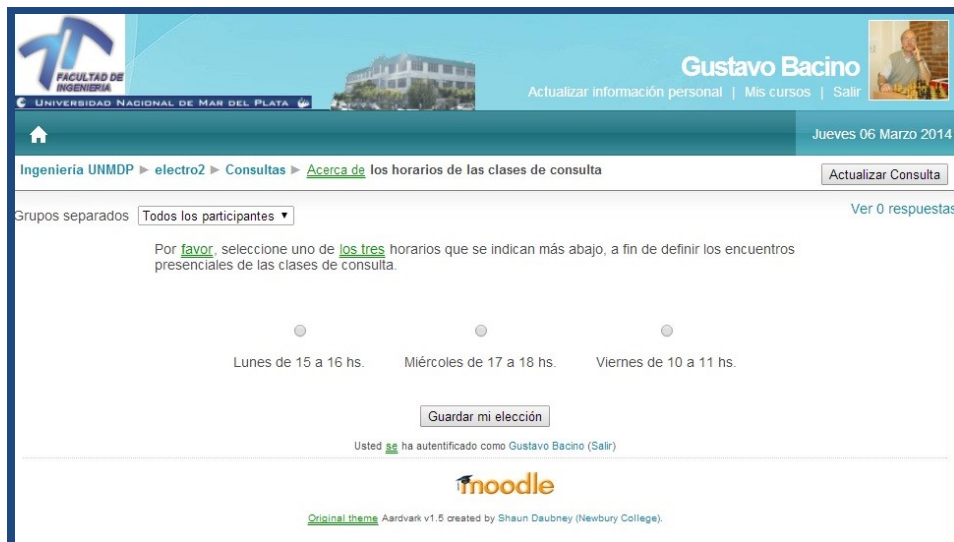 FACULTAD DE
INGENIERIA
UNIVERSIDAD NACIONAL DE MAR DEL PLATA
Gustavo Bacino
Actualizar información personal | Mis cursos | Salir
Jueves 06 Marzo 2014
Ingeniería UNMDP ► electro2 ► Consultas ► Acerca de los horarios de las clases de consulta
Actualizar Consulta
Grupos separados Todos los participantes ▼
Ver 0 respuestas
Por favor, seleccione uno de los tres horarios que se indican más abajo, a fin de definir los encuentros
presenciales de las clases de consulta.
Lunes de 15 a 16 hs. Miércoles de 17 a 18 hs. Viernes de 10 a 11 hs.
Guardar mi elección
Usted se ha autentificado como Gustavo Bacino (Salir)
moodle
Original theme Aardvark v1.5 created by Shaun Daubney (Newbury College).